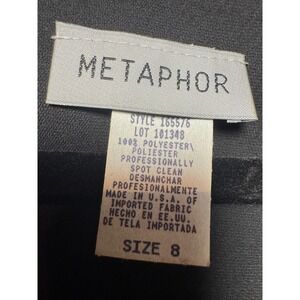 METAPHOR
STYLE 165576
LOT 101348
100% POLYESTER\
POLIESTER
PROFESSIONALLY
SPOT CLEAN
DESMANCHAR
PROFESIONALMENTE
MADE IN U.S.A. OF
IMPORTED FABRIC
HECHO EN EE.UU.
DE TELA IMPORTADA
SIZE 8